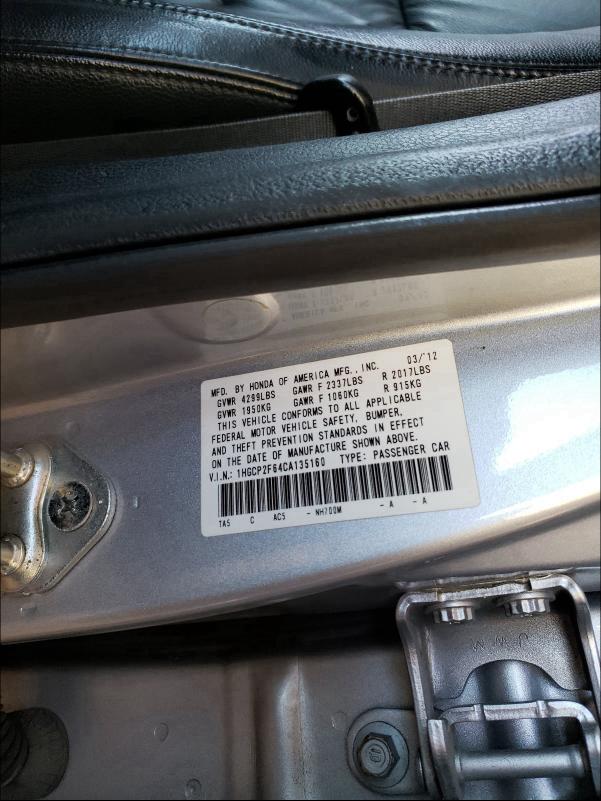 MFD. BY HONDA OF AMERICA MFG., INC. 03/'12
GVWR 4299LBS GAWR F 2337LBS R 2017LBS
GVWR 1950KG GAWR F 1060KG R 915KG
THIS VEHICLE CONFORMS TO ALL APPLICABLE
FEDERAL MOTOR VEHICLE SAFETY, BUMPER,
AND THEFT PREVENTION STANDARDS IN EFFECT
ON THE DATE OF MANUFACTURE SHOWN ABOVE.
V.I.N.: 1HGCP2F64CA135160 TYPE: PASSENGER CAR
TA5 C AC5 - NH700M - A - A